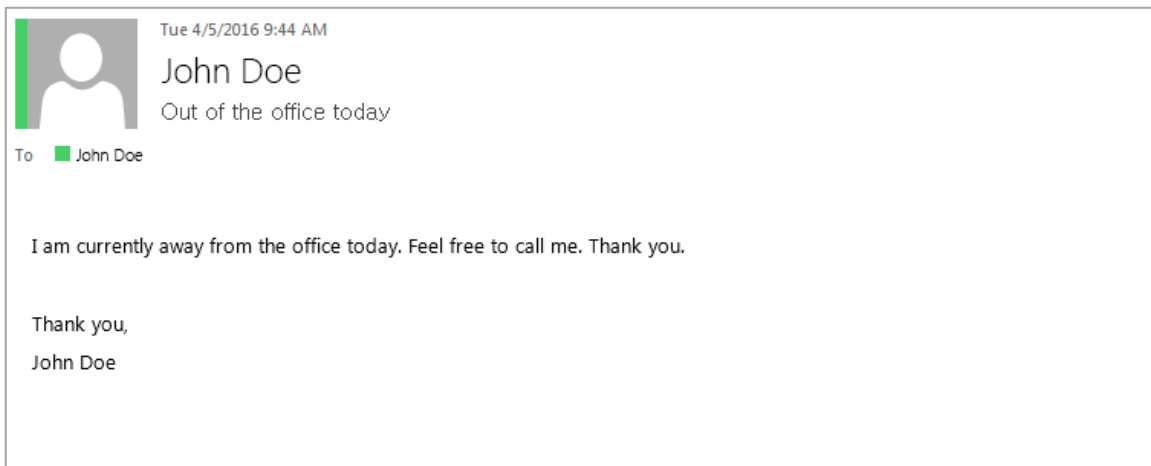 Tue 4/5/2016 9:44 AM
John Doe
Out of the office today
To John Doe
I am currently away from the office today. Feel free to call me. Thank you.
Thank you,
John Doe